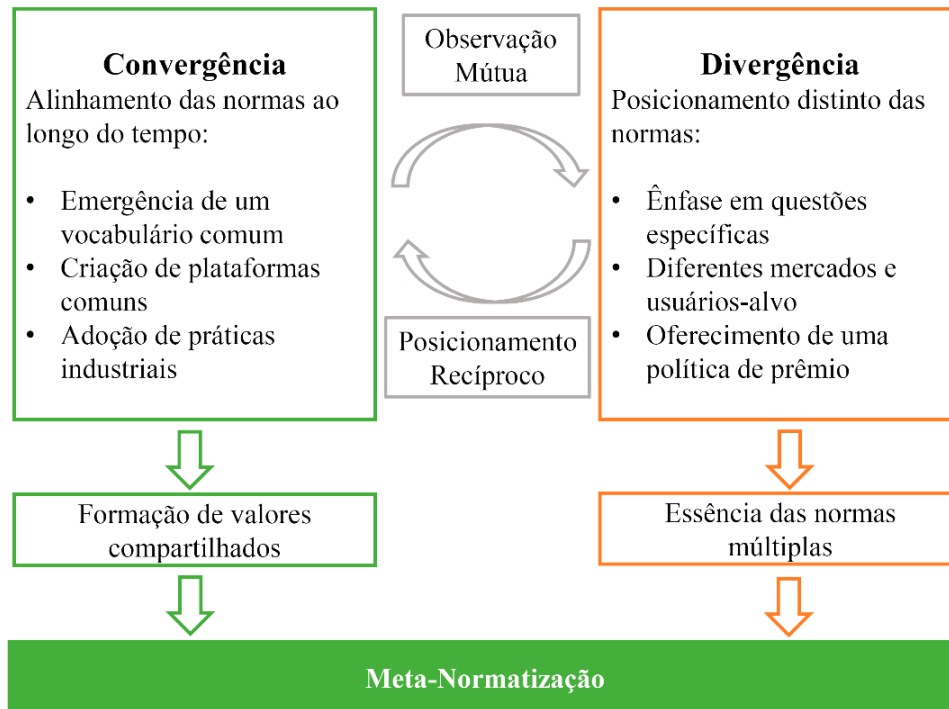 Convergência
Alinhamento das normas ao
longo do tempo:
• Emergência de um
vocabulário comum
• Criação de plataformas
comuns
• Adoção de práticas
industriais
Observação
Mútua
Posicionamento
Recíproco
Divergência
Posicionamento distinto das
normas:
• Ênfase em questões
específicas
• Diferentes mercados e
usuários-alvo
• Oferecimento de uma
política de prêmio
Formação de valores
compartilhados
Essência das normas
múltiplas
Meta-Normatização